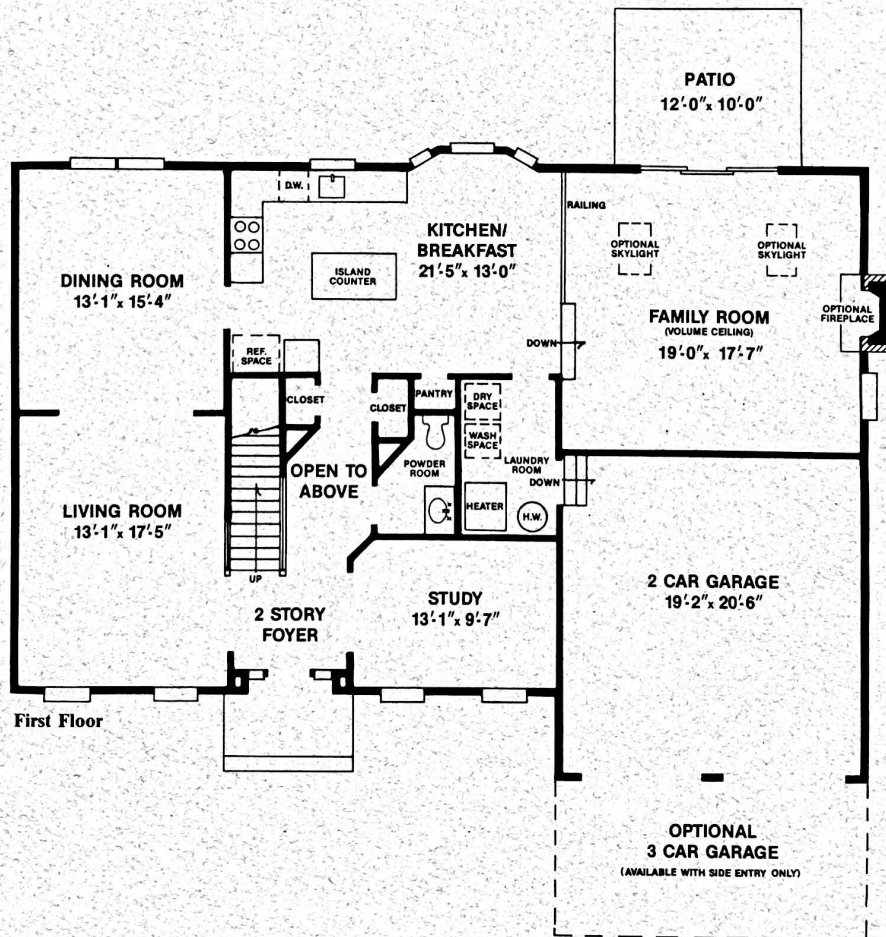 PATIO
12'-0" x 10'-0"
D.W.
RAILING
KITCHEN/
BREAKFAST
21'-5" x 13'-0"
OPTIONAL
SKYLIGHT
OPTIONAL
SKYLIGHT
DINING ROOM
13'-1" x 15'-4"
ISLAND
COUNTER
FAMILY ROOM
(VOLUME CEILING)
19'-0" x 17'-7"
OPTIONAL
FIREPLACE
REF.
SPACE
DOWN
CLOSET
CLOSET
PANTRY
DRY
SPACE
WASH
SPACE
OPEN TO
ABOVE
POWDER
ROOM
LAUNDRY
ROOM
DOWN
LIVING ROOM
13'-1" x 17'-5"
HEATER
H.W.
UP
2 STORY
FOYER
STUDY
13'-1" x 9'-7"
2 CAR GARAGE
19'-2" x 20'-6"
First Floor
OPTIONAL
3 CAR GARAGE
(AVAILABLE WITH SIDE ENTRY ONLY)